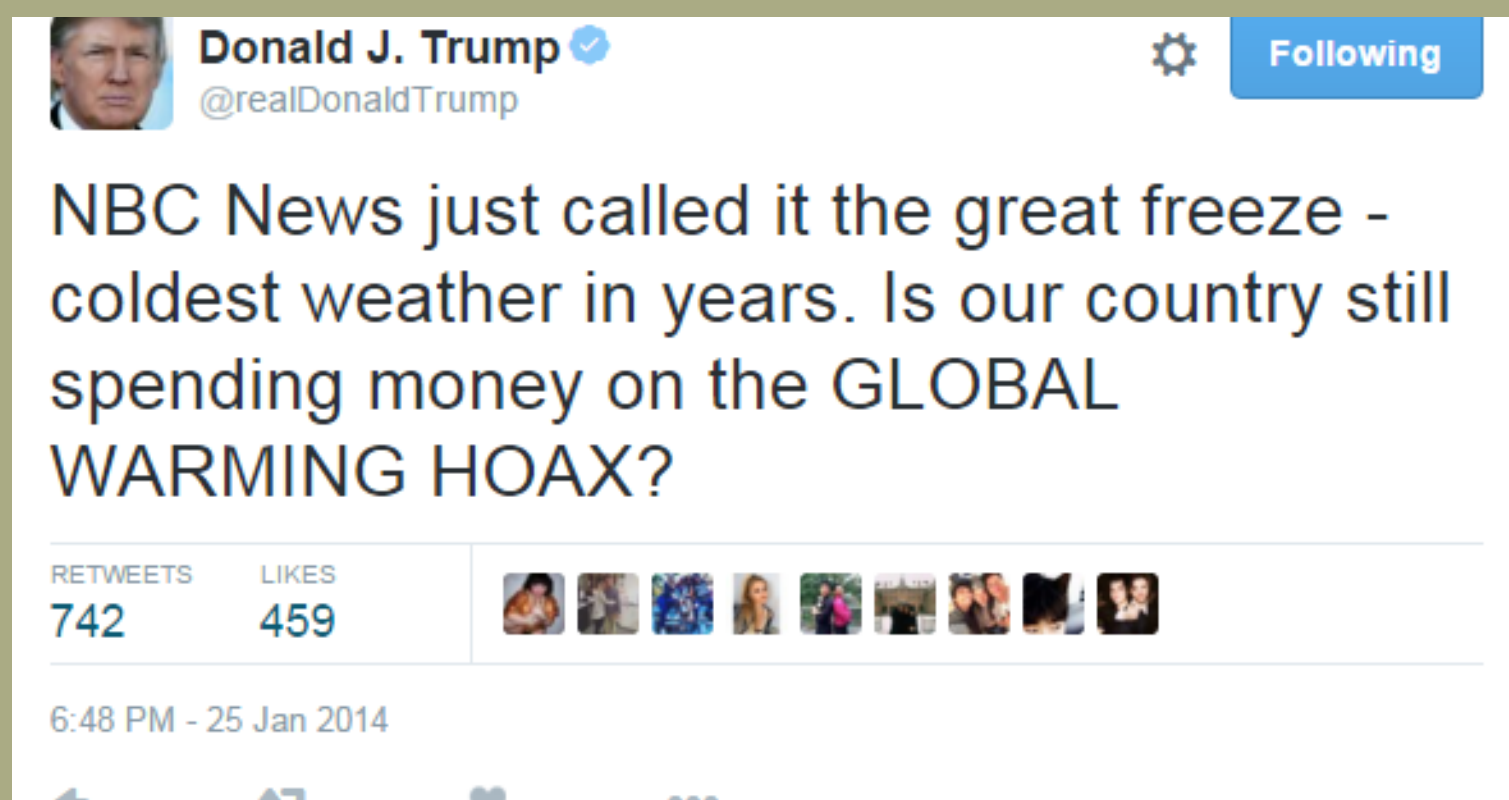 Donald J. Trump
Following
@realDonaldTrump
NBC News just called it the great freeze -
coldest weather in years. Is our country still
spending money on the GLOBAL
WARMING HOAX?
RETWEETS LIKES
742 459
6:48 PM - 25 Jan 2014